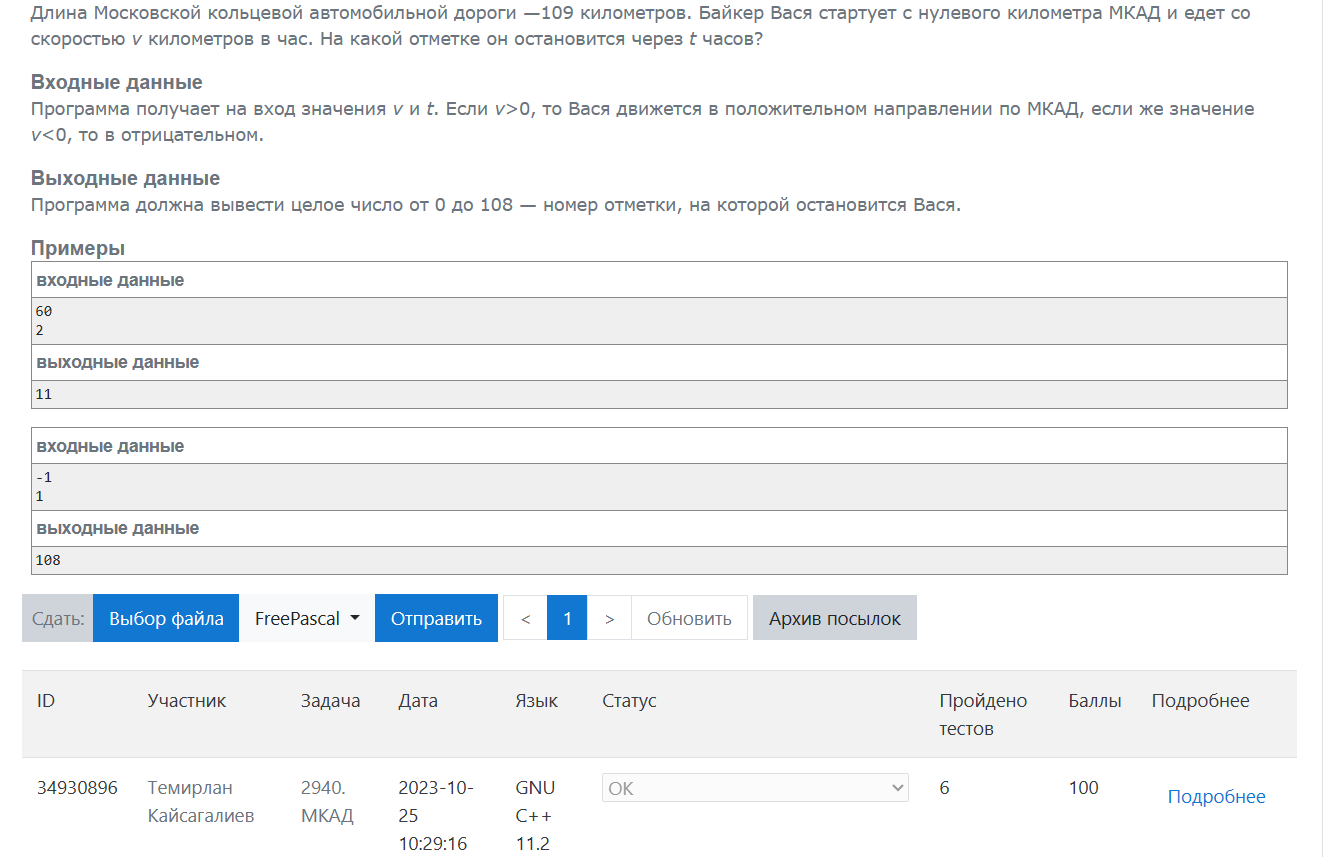 Длина Московской кольцевой автомобильной дороги —109 километров. Байкер Вася стартует с нулевого километра МКАД и едет со
скоростью v километров в час. На какой отметке он остановится через t часов?
Входные данные
Программа получает на вход значения v и t. Если v>0, то Вася движется в положительном направлении по МКАД, если же значение
v<0, то в отрицательном.
Выходные данные
Программа должна вывести целое число от 0 до 108 — номер отметки, на которой остановится Вася.
Примеры
входные данные
60
2
выходные данные
11
входные данные
-1
1
выходные данные
108
Сдать: Выбор файла FreePascal Отправить < 1 > Обновить Архив посылок
ID Участник Задача Дата Язык Статус Пройдено Баллы Подробнее
тестов
34930896 Темирлан 2940. 2023-10- GNU OK 6 100 Подробнее
Кайсагалиев МКАД 25 C++
10:29:16 11.2